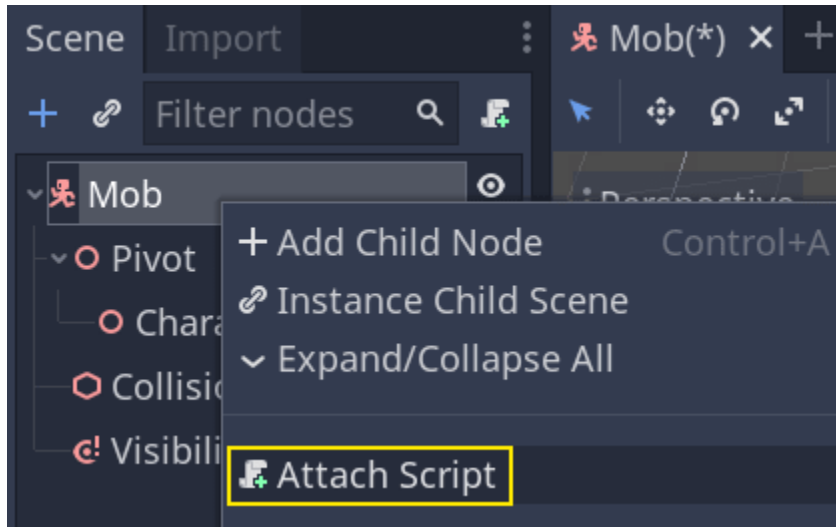 Scene Import
Mob(*)
Filter nodes
Mob
Perspective
Add Child Node Control+A
Pivot
Instance Child Scene
Expand/Collapse All
Attach Script